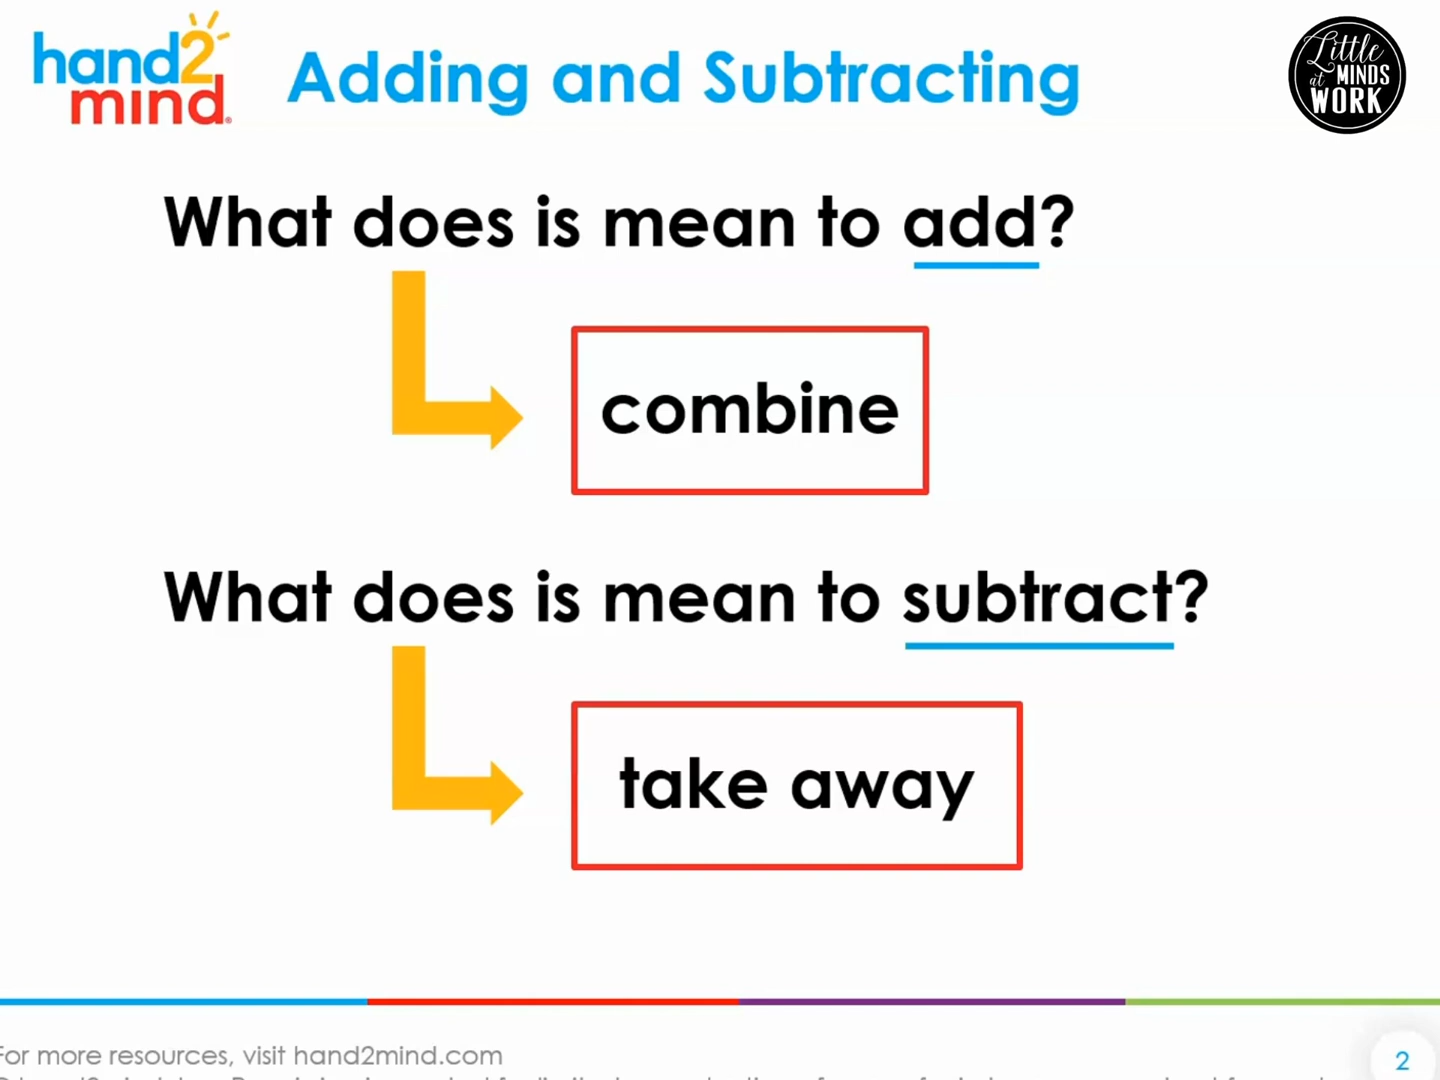 hand2
mind®
Adding and Subtracting
Little
at MINDS
WORK
What does is mean to add?
combine
What does is mean to subtract?
take away
For more resources, visit hand2mind.com
2